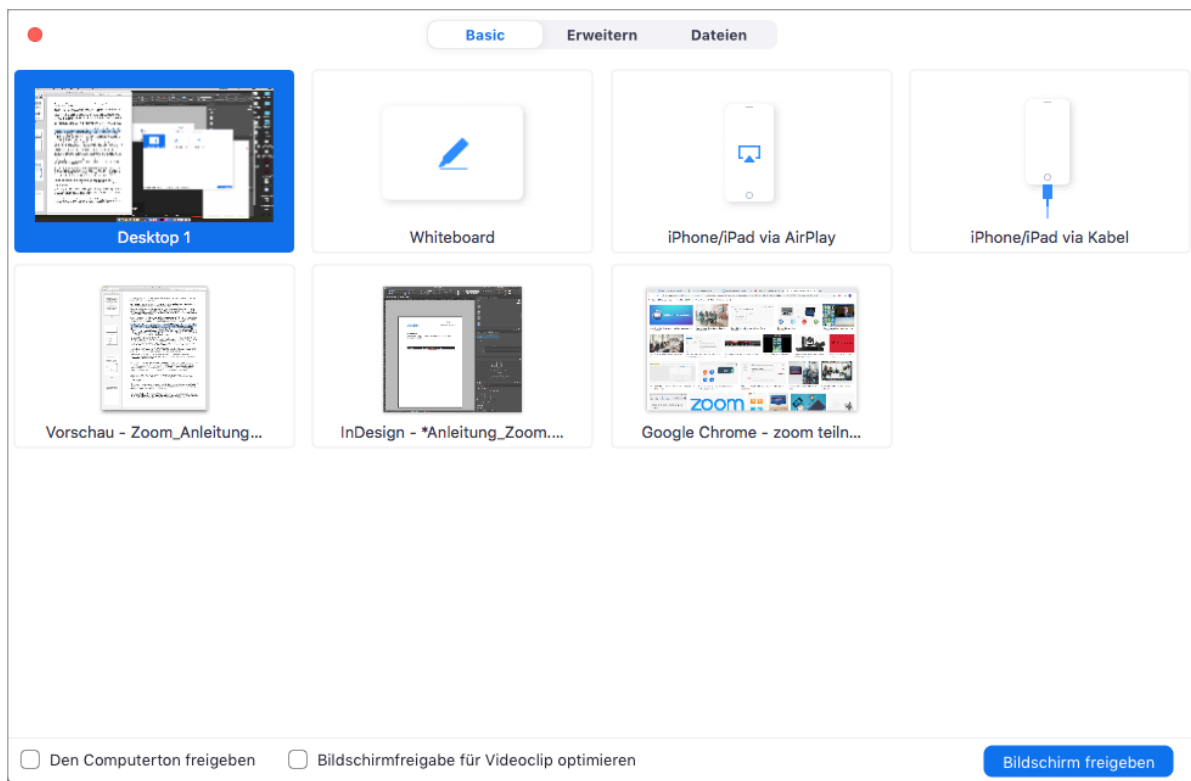 Basic Erweitern Dateien
Desktop 1 Whiteboard iPhone/iPad via AirPlay iPhone/iPad via Kabel
zoom
Vorschau - Zoom_Anleitung... InDesign - *Anleitung_Zoom.... Google Chrome - zoom teiln...
Den Computerton freigeben Bildschirmfreigabe für Videoclip optimieren Bildschirm freigeben